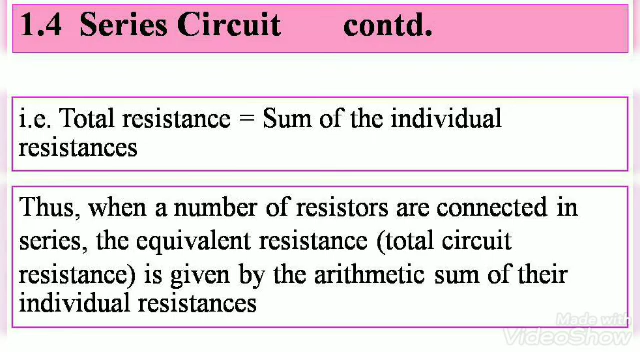 1.4 Series Circuit contd.
i.e. Total resistance = Sum of the individual
resistances
Thus, when a number of resistors are connected in
series, the equivalent resistance (total circuit
resistance) is given by the arithmetic sum of their
individual resistances
Made with
VideoShow